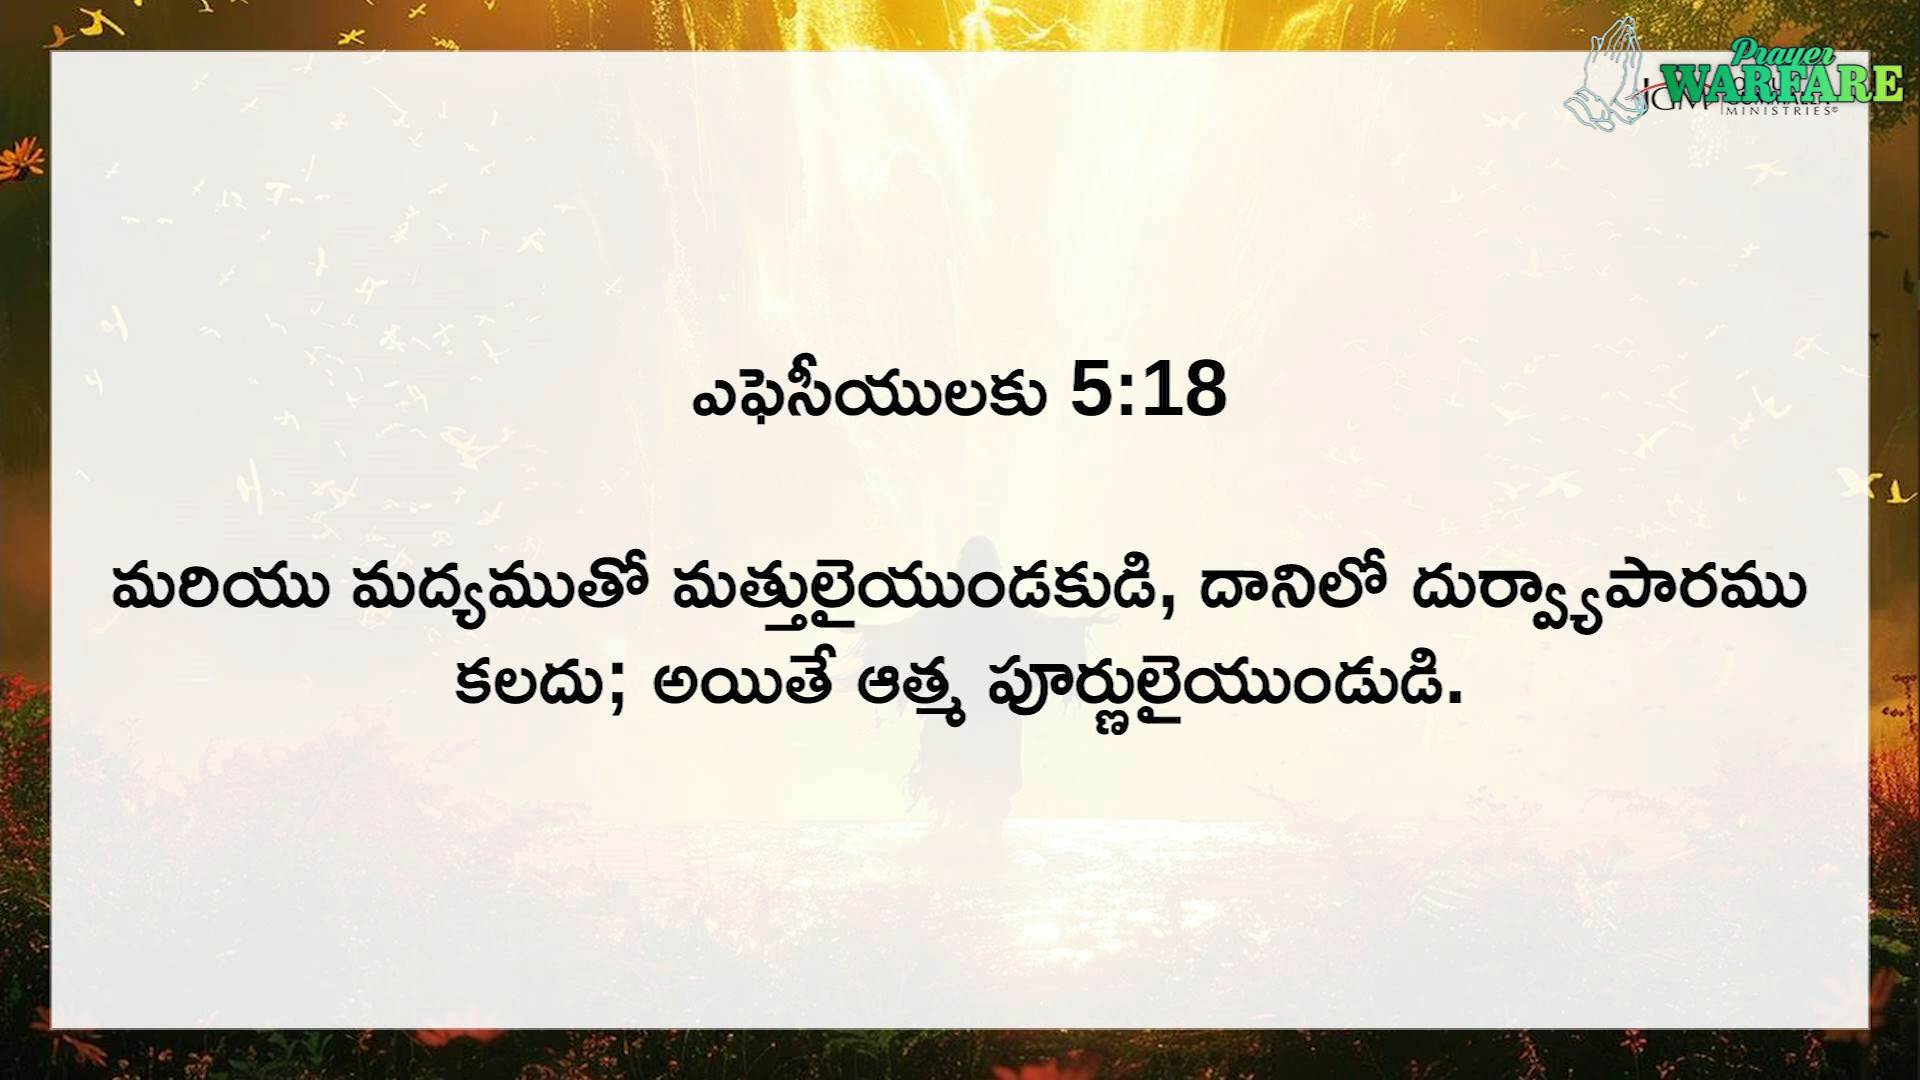 Prayer
WARFARE
MINISTRIES®
ఎఫెసీయులకు 5:18
మరియు మద్యముతో మత్తులైయుండకుడి, దానిలో దుర్వ్యాపారము
కలదు; అయితే ఆత్మ పూర్ణులైయుండుడి.